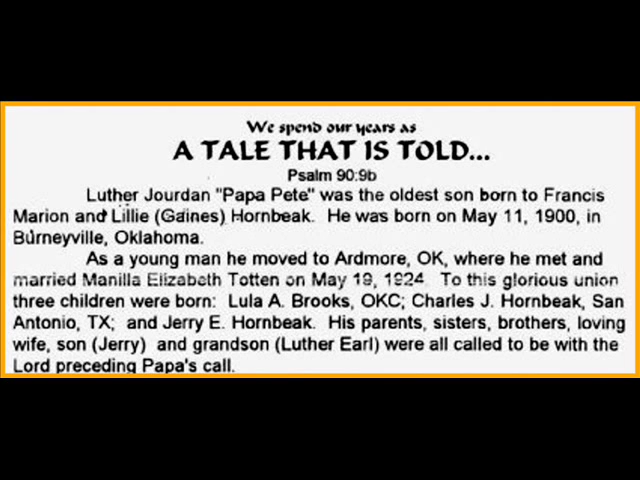 We spend our years as
A TALE THAT IS TOLD...
Psalm 90:9b
Luther Jourdan "Papa Pete" was the oldest son born to Francis
Marion and Lillie (Gaines) Hornbeak. He was born on May 11, 1900, in
Burneyville, Oklahoma.
As a young man he moved to Ardmore, OK, where he met and
married Manilla Elizabeth Totten on May 19, 1924. To this glorious union
three children were born: Lula A. Brooks, OKC; Charles J. Hornbeak, San
Antonio, TX; and Jerry E. Hornbeak. His parents, sisters, brothers, loving
wife, son (Jerry) and grandson (Luther Earl) were all called to be with the
Lord preceding Papa's call.